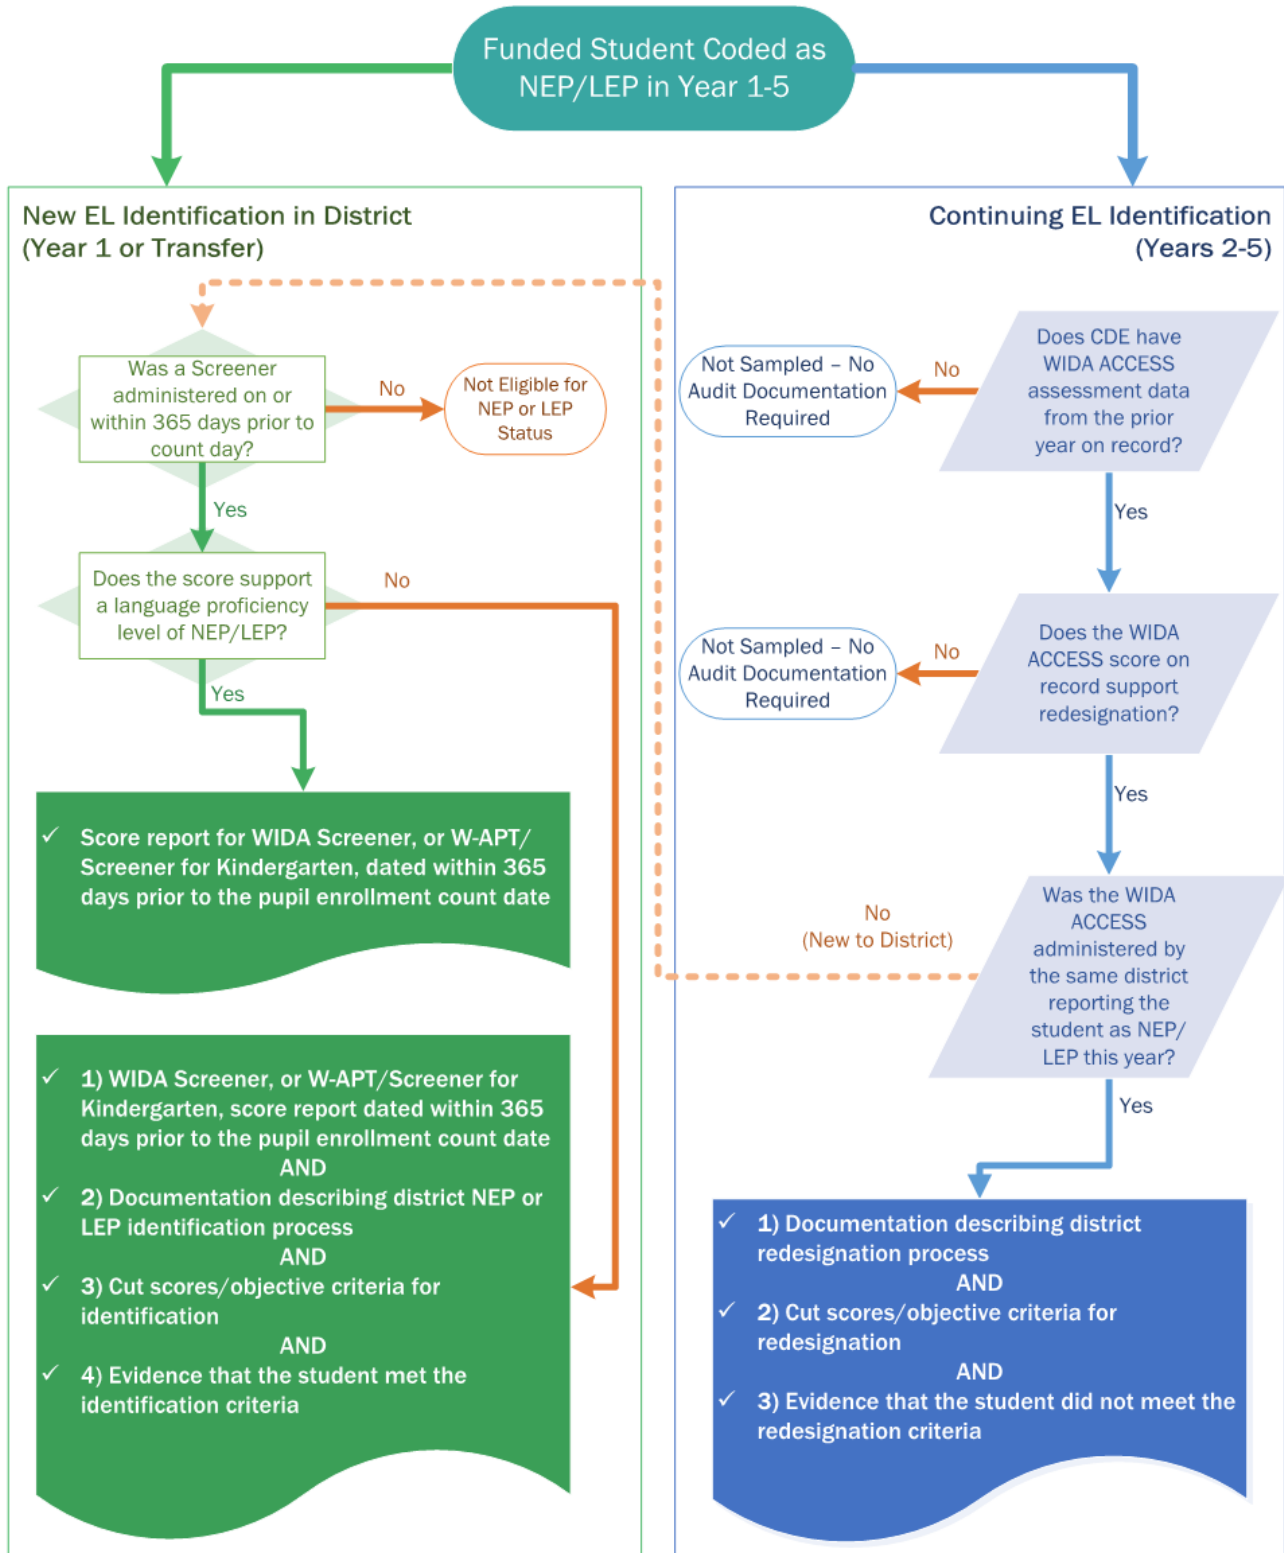 Funded Student Coded as
NEP/LEP in Year 1-5
New EL Identification in District
(Year 1 or Transfer)
Was a Screener
administered on or
within 365 days prior to
count day?
No
Not Eligible for
NEP or LEP
Status
Yes
Does the score support
a language proficiency
level of NEP/LEP?
No
Yes
✓ Score report for WIDA Screener, or W-APT/
Screener for Kindergarten, dated within 365
days prior to the pupil enrollment count date
✓ 1) WIDA Screener, or W-APT/Screener for
Kindergarten, score report dated within 365
days prior to the pupil enrollment count date
AND
✓ 2) Documentation describing district NEP or
LEP identification process
AND
✓ 3) Cut scores/objective criteria for
identification
AND
✓ 4) Evidence that the student met the
identification criteria
Continuing EL Identification
(Years 2-5)
Does CDE have
WIDA ACCESS
assessment data
from the prior
year on record?
No
Not Sampled – No
Audit Documentation
Required
Yes
Does the WIDA
ACCESS score on
record support
redesignation?
No
Not Sampled – No
Audit Documentation
Required
Yes
Was the WIDA
ACCESS
administered by
the same district
reporting the
student as NEP/
LEP this year?
No
(New to District)
Yes
✓ 1) Documentation describing district
redesignation process
AND
✓ 2) Cut scores/objective criteria for
redesignation
AND
✓ 3) Evidence that the student did not meet the
redesignation criteria